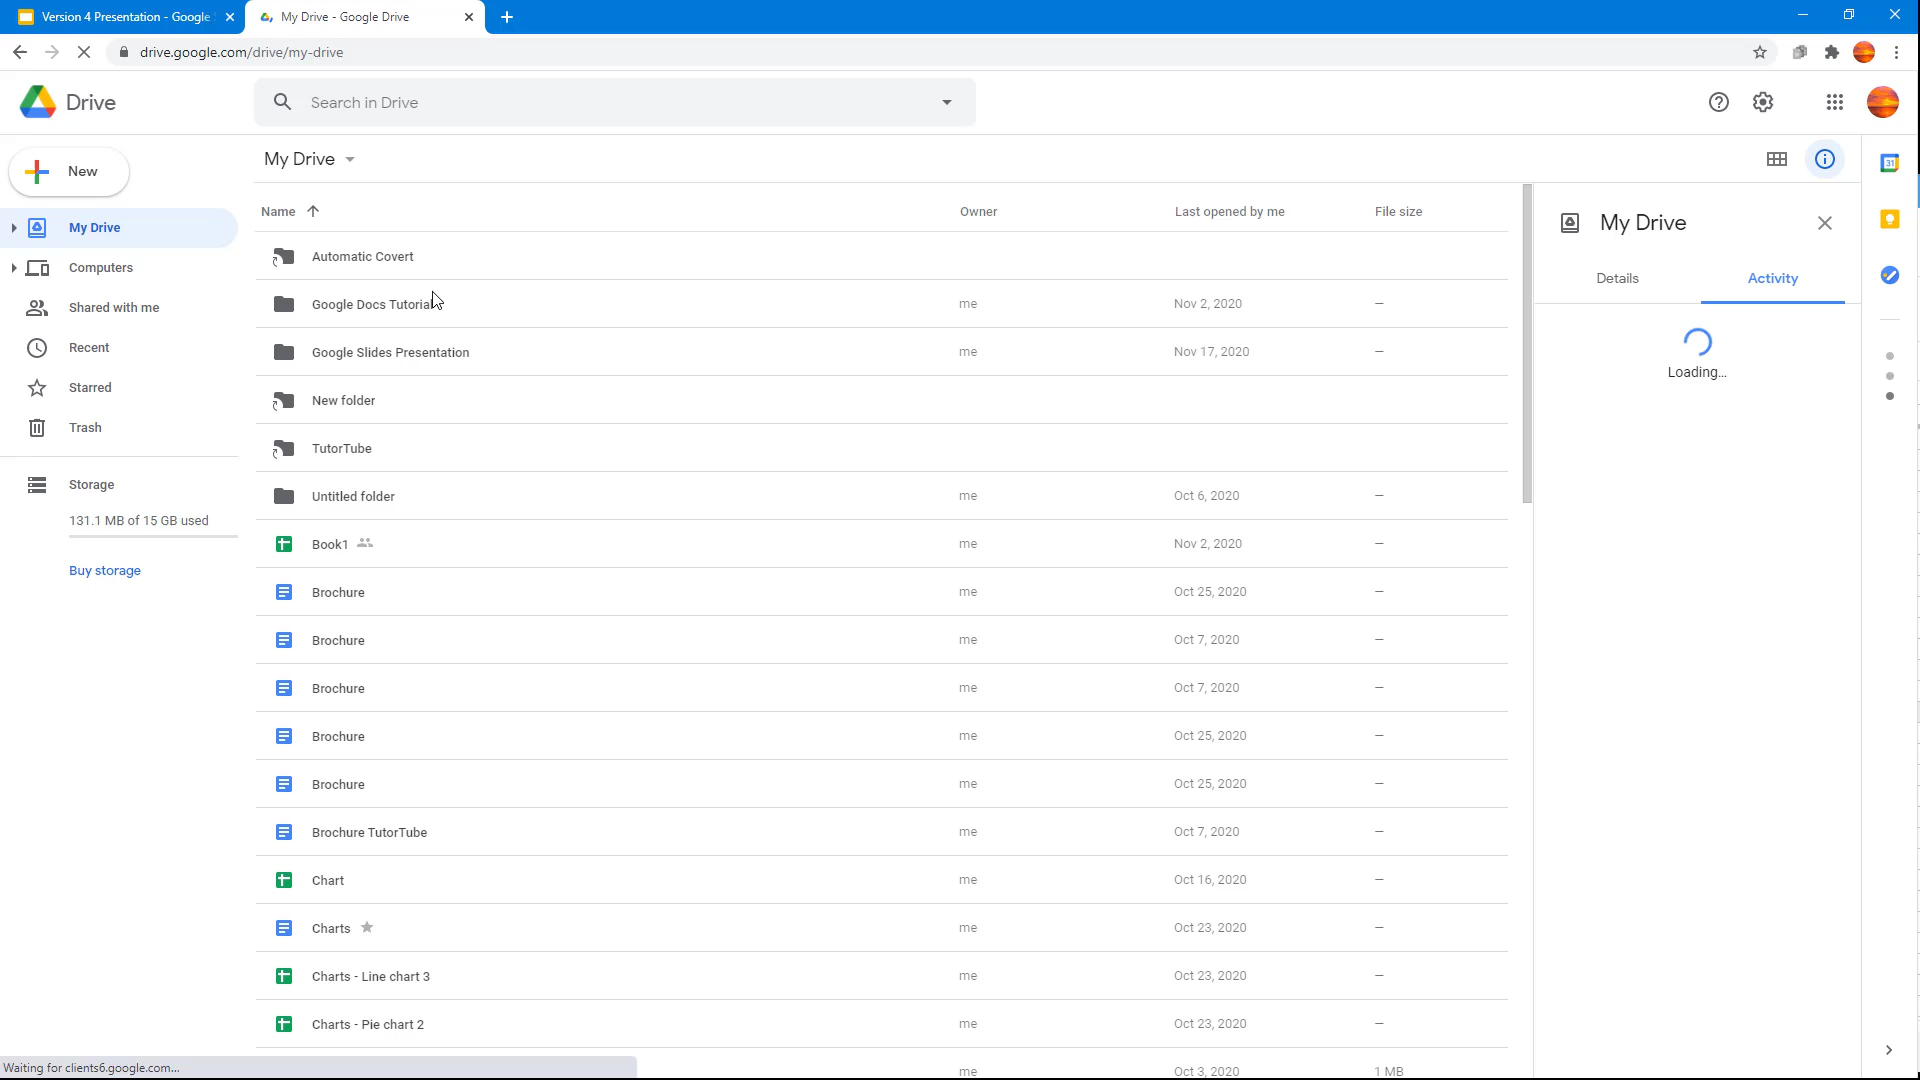 Version 4 Presentation - Google
My Drive - Google Drive
drive.google.com/drive/my-drive
Drive
Search in Drive
New
My Drive
Computers
Shared with me
Recent
Starred
Trash
Storage
131.1 MB of 15 GB used
Buy storage
My Drive
Name Owner Last opened by me File size
Automatic Covert
Google Docs Tutorial
me Nov 2, 2020 –
Google Slides Presentation me Nov 17, 2020 –
New folder
TutorTube
Untitled folder me Oct 6, 2020 –
Book1 me Nov 2, 2020 –
Brochure me Oct 25, 2020 –
Brochure me Oct 7, 2020 –
Brochure me Oct 7, 2020 –
Brochure me Oct 25, 2020 –
Brochure me Oct 25, 2020 –
Brochure TutorTube me Oct 7, 2020 –
Chart me Oct 16, 2020 –
Charts me Oct 23, 2020 –
Charts - Line chart 3 me Oct 23, 2020 –
Charts - Pie chart 2 me Oct 23, 2020 –
me Oct 3, 2020 1 MB
My Drive
Details Activity
Loading...
31
Waiting for clients6.google.com...